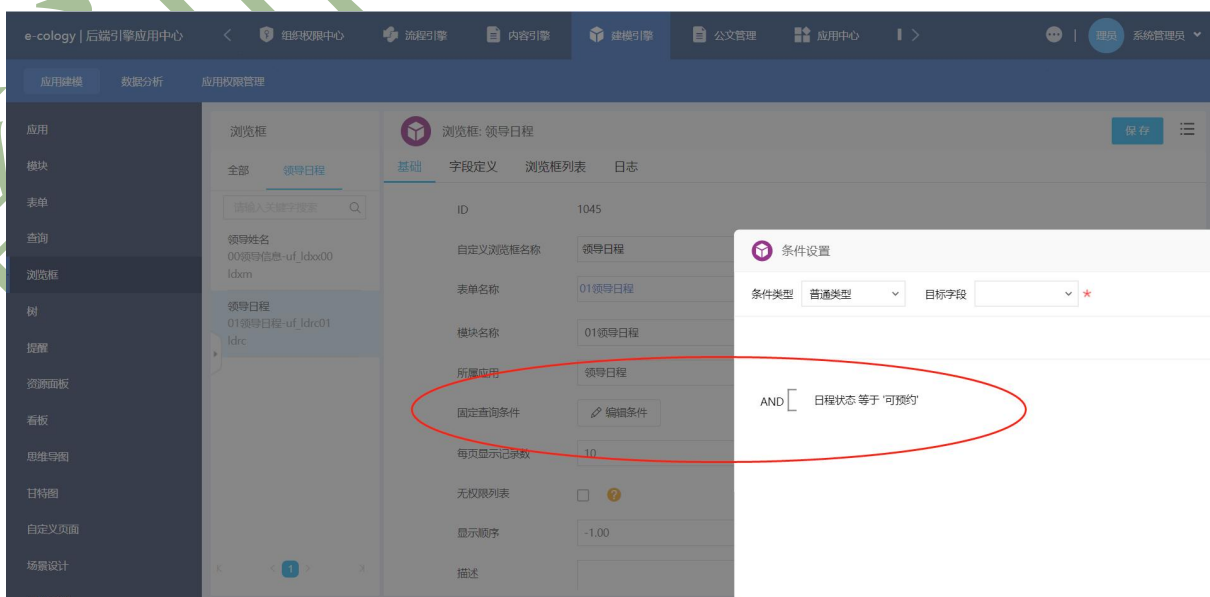 e-cology | 后端引擎应用中心 组织权限中心 流程引擎 内容引擎 建模引擎 公文管理 应用中心 理员 系统管理员
应用建模 数据分析 应用权限管理
应用
模块
表单
查询
浏览框
树
提醒
资源面板
看板
思维导图
甘特图
自定义页面
场景设计
浏览框
全部 领导日程
请输入关键字搜索
领导姓名
00领导信息-uf_ldxx00
ldxm
领导日程
01领导日程-uf_ldrc01
ldrc
1
浏览框: 领导日程 保存
基础 字段定义 浏览框列表 日志
ID 1045
自定义浏览框名称 领导日程
表单名称 01领导日程
模块名称 01领导日程
所属应用 领导日程
固定查询条件 编辑条件
每页显示记录数 10
无权限列表 ?
显示顺序 -1.00
描述
条件设置
条件类型 普通类型 目标字段 *
AND 日程状态 等于 '可预约'